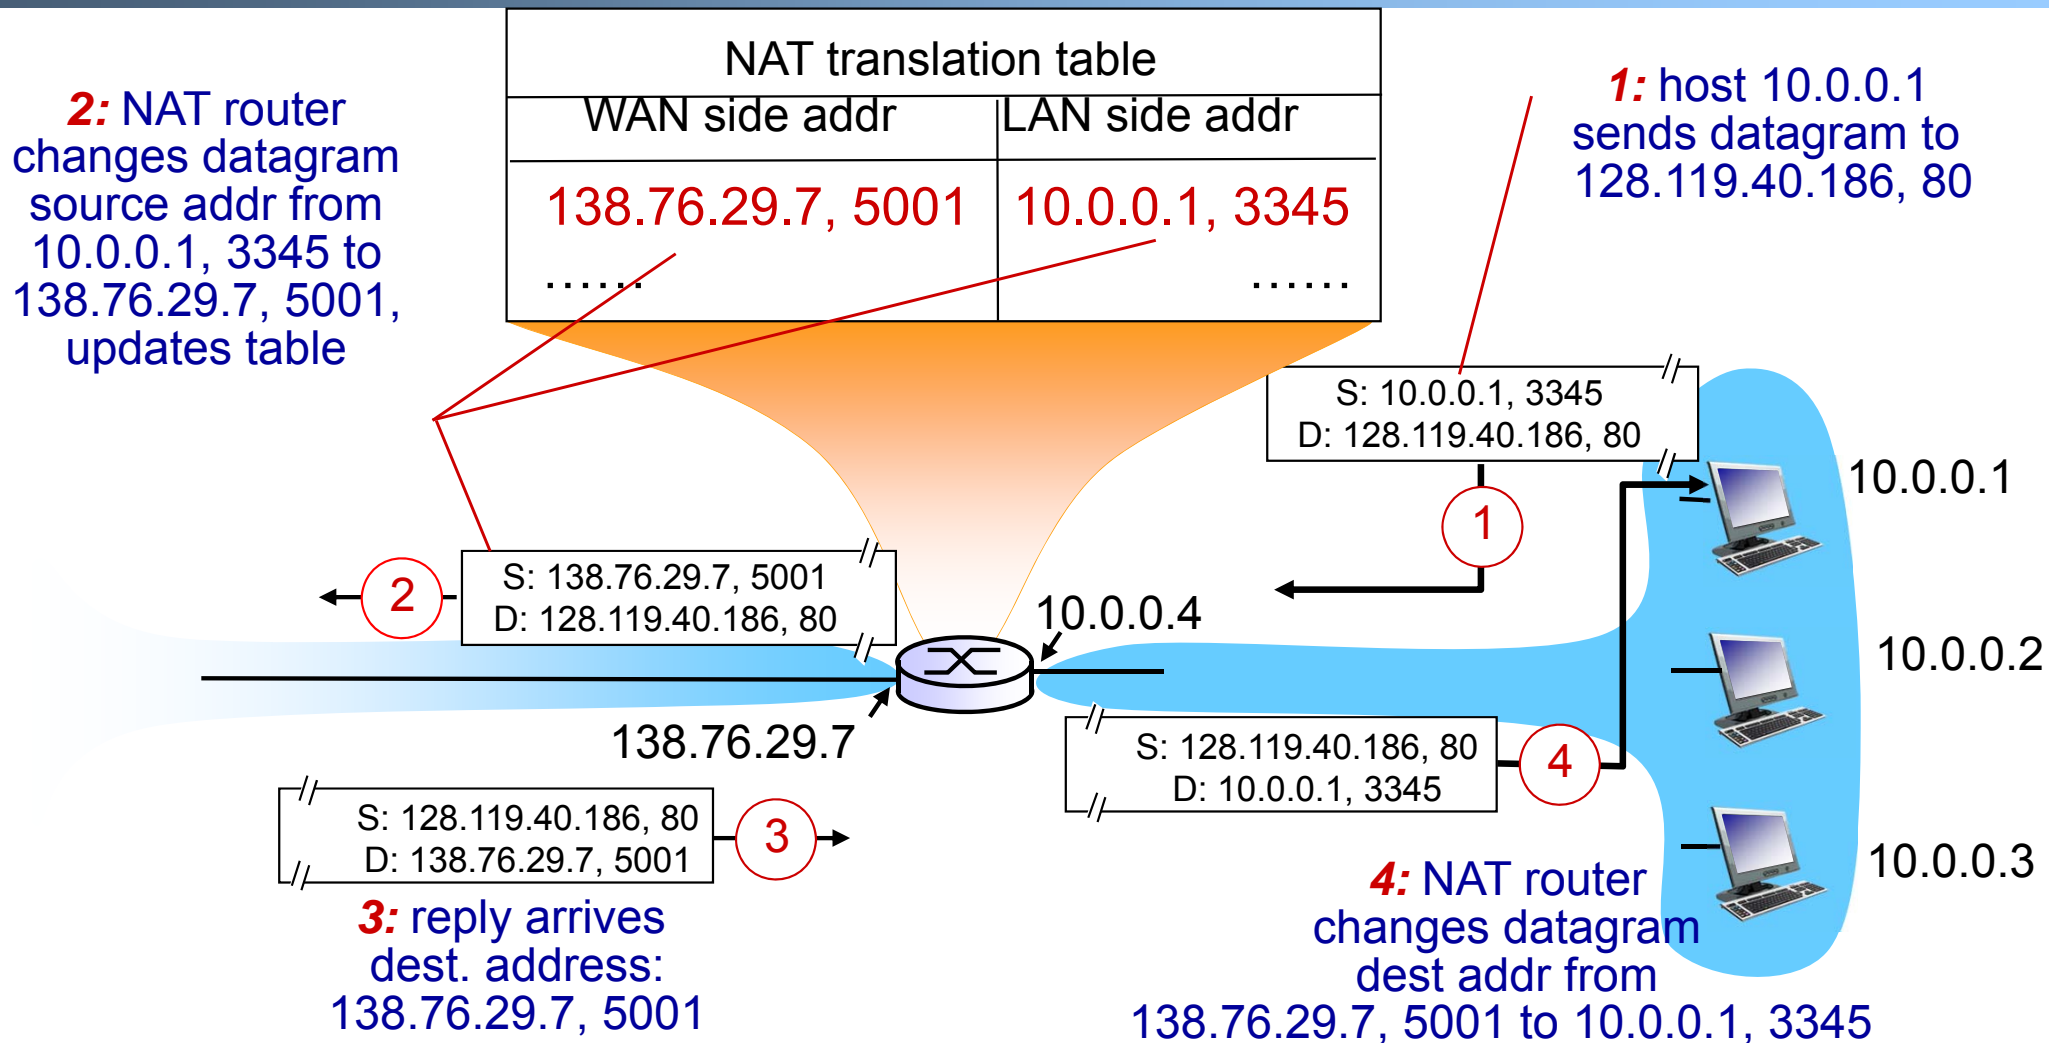 NAT translation table
WAN side addr LAN side addr
138.76.29.7, 5001 10.0.0.1, 3345
...... ......
2: NAT router
changes datagram
source addr from
10.0.0.1, 3345 to
138.76.29.7, 5001,
updates table
1: host 10.0.0.1
sends datagram to
128.119.40.186, 80
S: 10.0.0.1, 3345
D: 128.119.40.186, 80
1
10.0.0.1
2
S: 138.76.29.7, 5001
D: 128.119.40.186, 80
10.0.0.4
10.0.0.2
138.76.29.7
S: 128.119.40.186, 80
D: 10.0.0.1, 3345
4
S: 128.119.40.186, 80
D: 138.76.29.7, 5001
3
10.0.0.3
3: reply arrives
dest. address:
138.76.29.7, 5001
4: NAT router
changes datagram
dest addr from
138.76.29.7, 5001 to 10.0.0.1, 3345